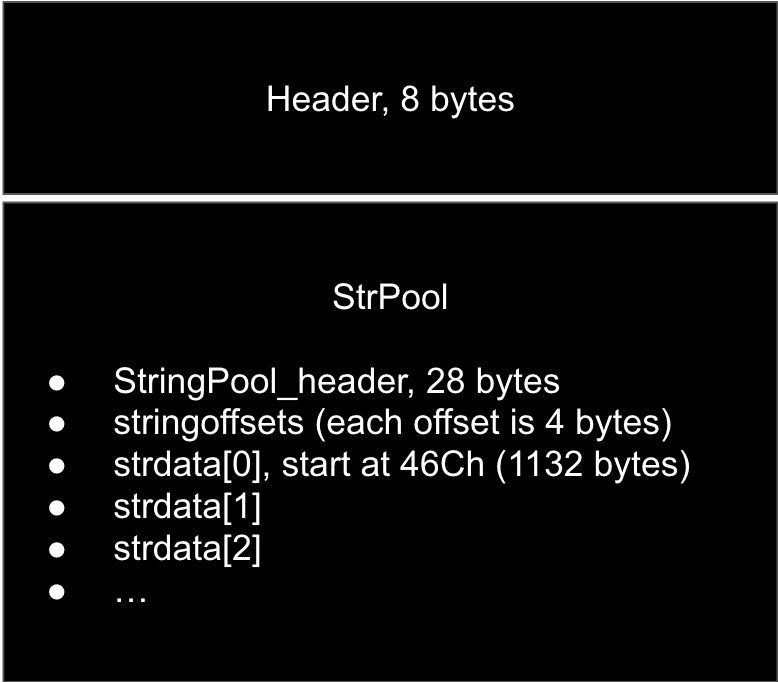 Header, 8 bytes
StrPool
● StringPool_header, 28 bytes
● stringoffsets (each offset is 4 bytes)
● strdata[0], start at 46Ch (1132 bytes)
● strdata[1]
● strdata[2]
● …